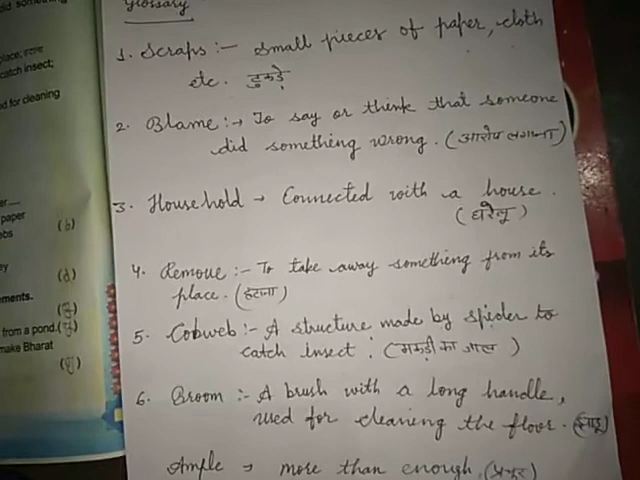 did something
Glossary
1. Scraps :- Small pieces of paper, cloth
etc. टुकड़े
2. Blame :→ To say or think that someone
did something wrong. (आरोप लगाना)
3. Household → Connected with a house.
(घरेलू)
4. Remove :- To take away something from its
place. (हटाना)
5. Cobweb :- A structure made by spider to
catch insect. (मकड़ी का जाल)
6. Broom :- A brush with a long handle,
used for cleaning the floor. (झाड़ू)
Ample → more than enough. (प्रचुर)
catch insect;
for cleaning
paper
from a pond.
make Bharat